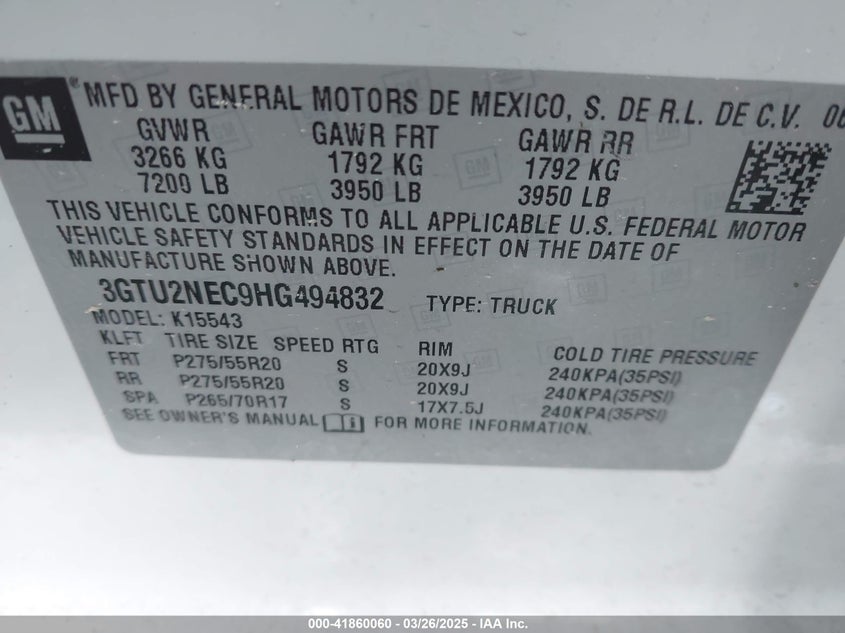 GM ® MFD BY GENERAL MOTORS DE MEXICO, S. DE R.L. DE C.V.
GVWR GAWR FRT GAWR RR
3266 KG 1792 KG 1792 KG
7200 LB 3950 LB 3950 LB
THIS VEHICLE CONFORMS TO ALL APPLICABLE U.S. FEDERAL MOTOR
VEHICLE SAFETY STANDARDS IN EFFECT ON THE DATE OF
MANUFACTURE SHOWN ABOVE.
3GTU2NEC9HG494832 TYPE: TRUCK
MODEL: K15543
KLFT TIRE SIZE SPEED RTG RIM COLD TIRE PRESSURE
FRT P275/55R20 S 20X9J 240KPA(35PSI)
RR P275/55R20 S 20X9J 240KPA(35PSI)
SPA P265/70R17 S 17X7.5J 240KPA(35PSI)
SEE OWNER'S MANUAL i FOR MORE INFORMATION.
000-41860060 - 03/26/2025 - IAA Inc.